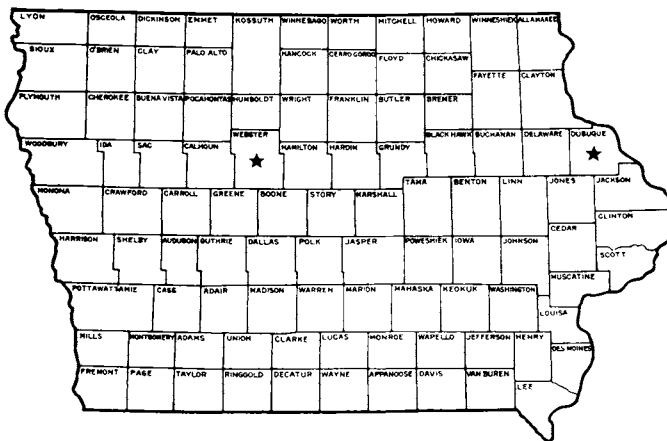 LYON OSCEOLA DICKINSON EMMET KOSSUTH WINNEBAGO WORTH MITCHELL HOWARD WINNESHIEK ALLAMAKEE
SIOUX O'BRIEN CLAY PALO ALTO HANCOCK CERRO GORDO FLOYD CHICKASAW
FAYETTE CLAYTON
PLYMOUTH CHEROKEE BUENA VISTA POCAHONTAS HUMBOLDT WRIGHT FRANKLIN BUTLER BREMER
WEBSTER BLACK HAWK BUCHANAN DELAWARE DUBUQUE
WOODBURY IDA SAC CALHOUN HAMILTON HARDIN GRUNDY
TAMA BENTON LINN JONES JACKSON
MONONA CRAWFORD CARROLL GREENE BOONE STORY MARSHALL
CLINTON
CEDAR
HARRISON SHELBY AUDUBON GUTHRIE DALLAS POLK JASPER POWESHIEK IOWA JOHNSON
SCOTT
MUSCATINE
POTTAWATTAMIE CASS ADAIR MADISON WARREN MARION MAHASKA KEOKUK WASHINGTON
LOUISA
MILLS MONTGOMERY ADAMS UNION CLARKE LUCAS MONROE WAPELLO JEFFERSON HENRY
DES MOINES
FREMONT PAGE TAYLOR RINGGOLD DECATUR WAYNE APPANOOSE DAVIS VAN BUREN
LEE